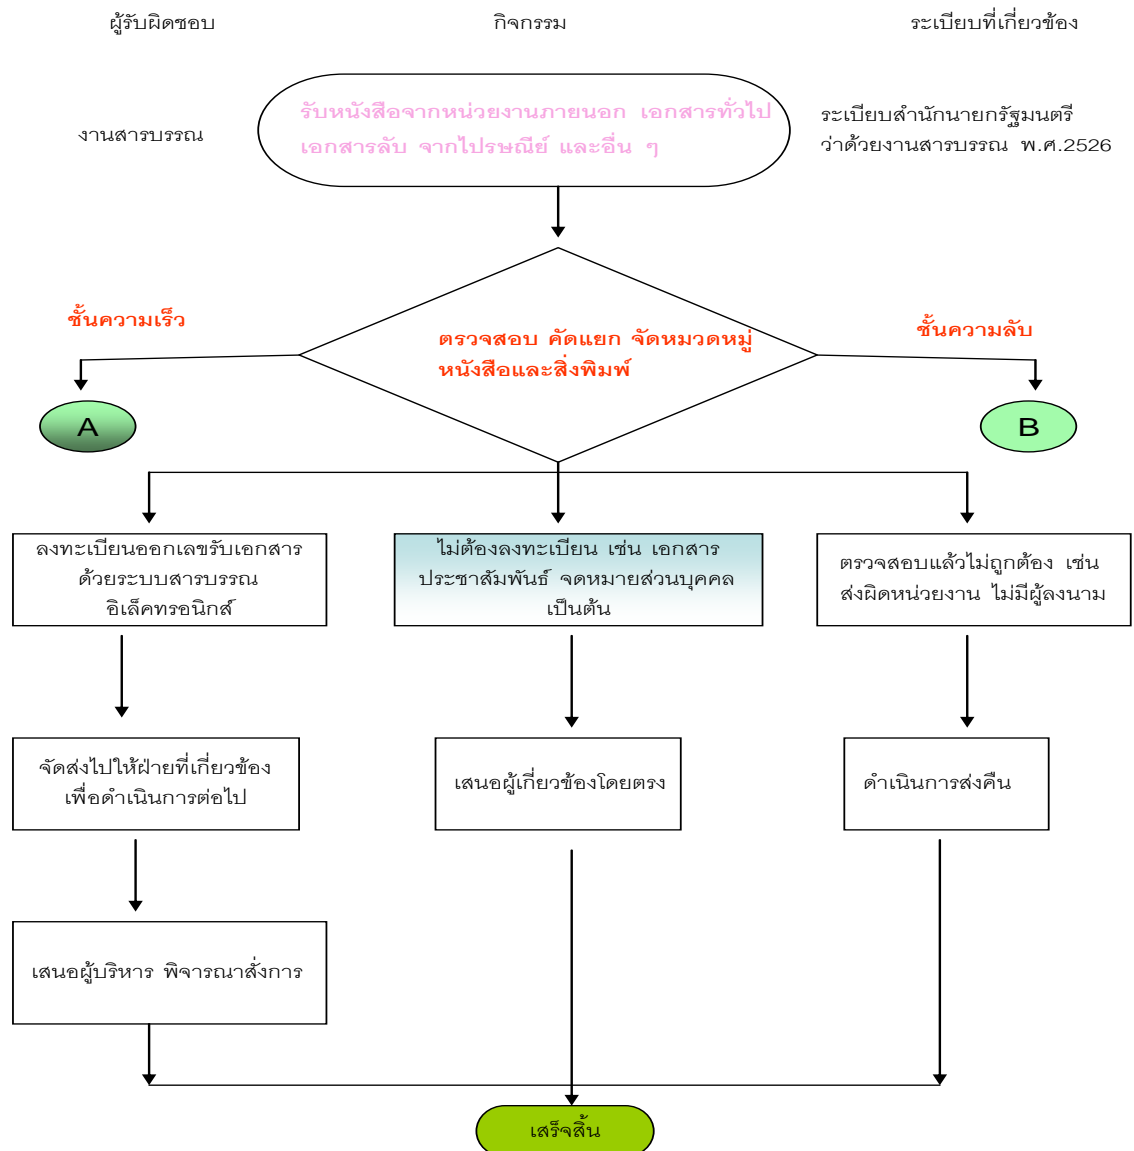 ผู้รับผิดชอบ
กิจกรรม
ระเบียบที่เกี่ยวข้อง
งานสารบรรณ
รับหนังสือจากหน่วยงานภายนอก เอกสารทั่วไป
เอกสารลับ จากไปรษณีย์ และอื่น ๆ
ระเบียบสำนักนายกรัฐมนตรี
ว่าด้วยงานสารบรรณ พ.ศ.2526
ชั้นความเร็ว
ตรวจสอบ คัดแยก จัดหมวดหมู่
หนังสือและสิ่งพิมพ์
ชั้นความลับ
A
B
ลงทะเบียนออกเลขรับเอกสาร
ด้วยระบบสารบรรณ
อิเล็คทรอนิกส์
ไม่ต้องลงทะเบียน เช่น เอกสาร
ประชาสัมพันธ์ จดหมายส่วนบุคคล
เป็นต้น
ตรวจสอบแล้วไม่ถูกต้อง เช่น
ส่งผิดหน่วยงาน ไม่มีผู้ลงนาม
จัดส่งไปให้ฝ่ายที่เกี่ยวข้อง
เพื่อดำเนินการต่อไป
เสนอผู้เกี่ยวข้องโดยตรง
ดำเนินการส่งคืน
เสนอผู้บริหาร พิจารณาสั่งการ
เสร็จสิ้น